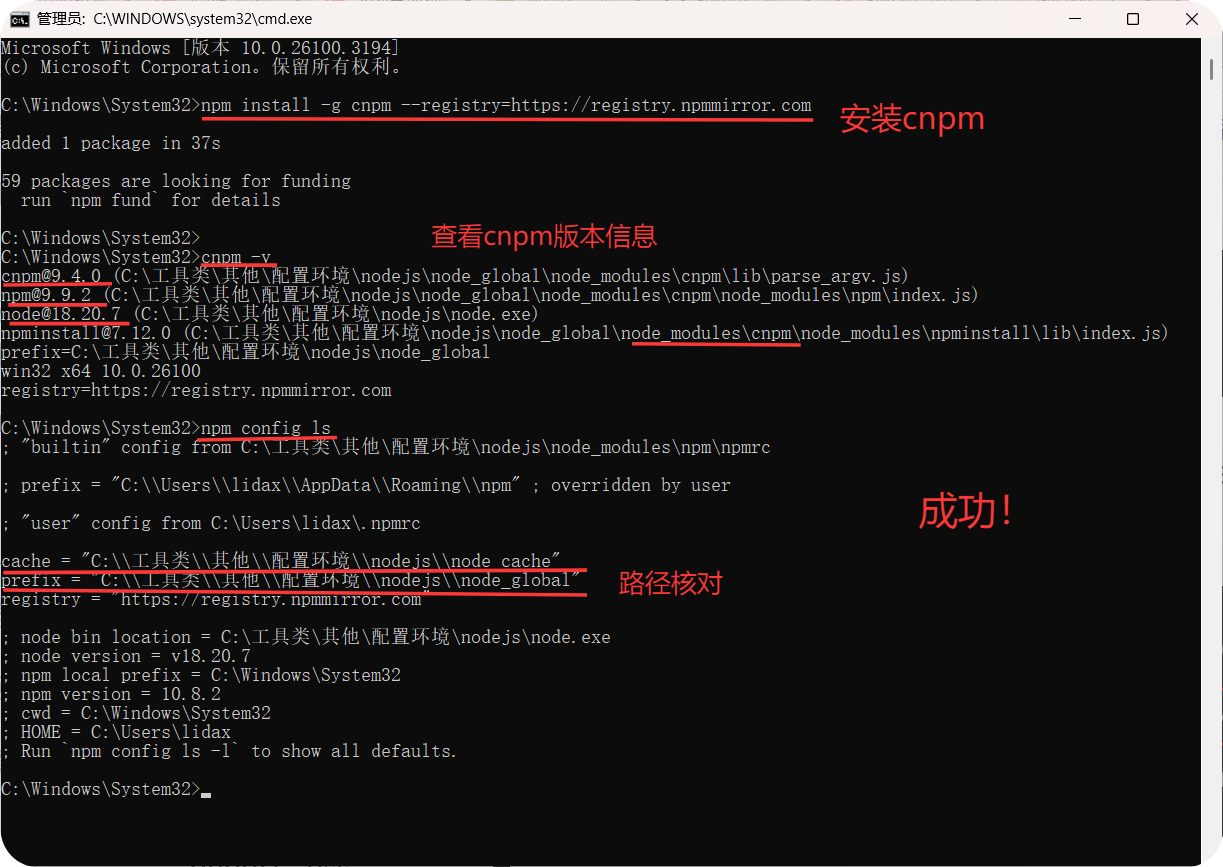 管理员: C:\WINDOWS\system32\cmd.exe
Microsoft Windows [版本 10.0.26100.3194]
(c) Microsoft Corporation。保留所有权利。
C:\Windows\System32>npm install -g cnpm --registry=https://registry.npmmirror.com
安装cnpm
added 1 package in 37s
59 packages are looking for funding
run `npm fund` for details
C:\Windows\System32>
查看cnpm版本信息
C:\Windows\System32>cnpm -v
cnpm@9.4.0 (C:\工具类\其他\配置环境\nodejs\node_global\node_modules\cnpm\lib\parse_argv.js)
npm@9.9.2 (C:\工具类\其他\配置环境\nodejs\node_global\node_modules\cnpm\node_modules\npm\index.js)
node@18.20.7 (C:\工具类\其他\配置环境\nodejs\node.exe)
npminstall@7.12.0 (C:\工具类\其他\配置环境\nodejs\node_global\node_modules\cnpm\node_modules\npminstall\lib\index.js)
prefix=C:\工具类\其他\配置环境\nodejs\node_global
win32 x64 10.0.26100
registry=https://registry.npmmirror.com
C:\Windows\System32>npm config ls
; "builtin" config from C:\工具类\其他\配置环境\nodejs\node_modules\npm\npmrc
; prefix = "C:\\Users\\lidax\\AppData\\Roaming\\npm" ; overridden by user
; "user" config from C:\Users\lidax\.npmrc
成功！
cache = "C:\\工具类\\其他\\配置环境\\nodejs\\node_cache"
prefix = "C:\\工具类\\其他\\配置环境\\nodejs\\node_global"
路径核对
registry = "https://registry.npmmirror.com"
; node bin location = C:\工具类\其他\配置环境\nodejs\node.exe
; node version = v18.20.7
; npm local prefix = C:\Windows\System32
; npm version = 10.8.2
; cwd = C:\Windows\System32
; HOME = C:\Users\lidax
; Run `npm config ls -l` to show all defaults.
C:\Windows\System32>